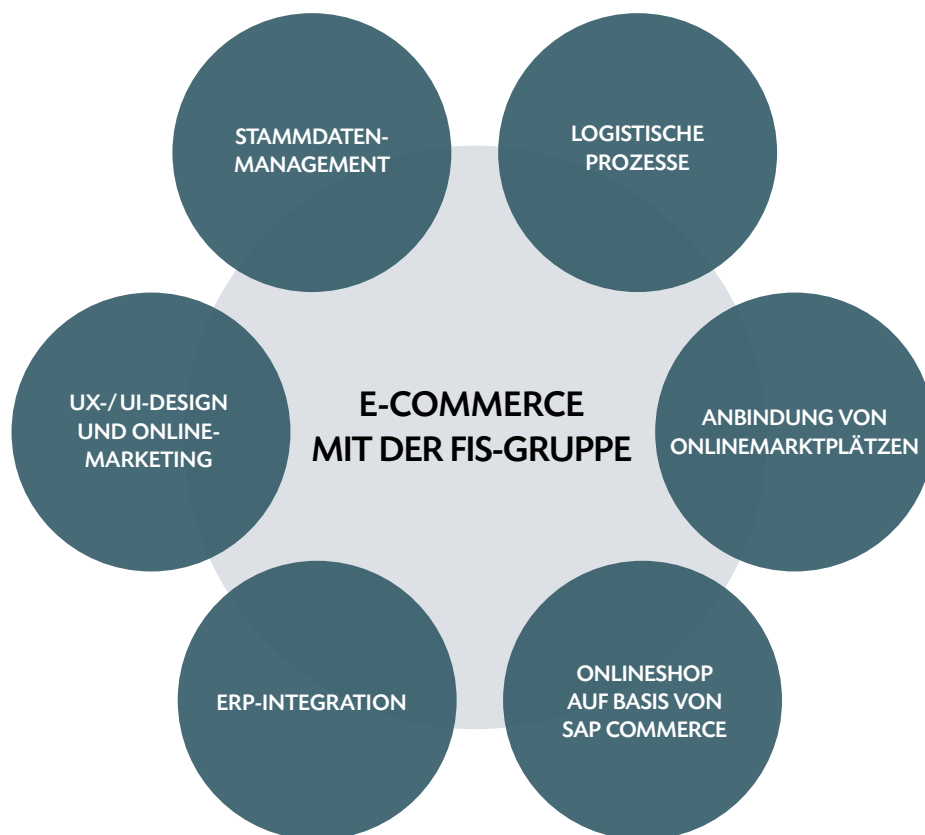 STAMMDATEN-
MANAGEMENT
LOGISTISCHE
PROZESSE
UX-/ UI-DESIGN
UND ONLINE-
MARKETING
E-COMMERCE
MIT DER FIS-GRUPPE
ANBINDUNG VON
ONLINEMARKTPLÄTZEN
ERP-INTEGRATION
ONLINESHOP
AUF BASIS VON
SAP COMMERCE